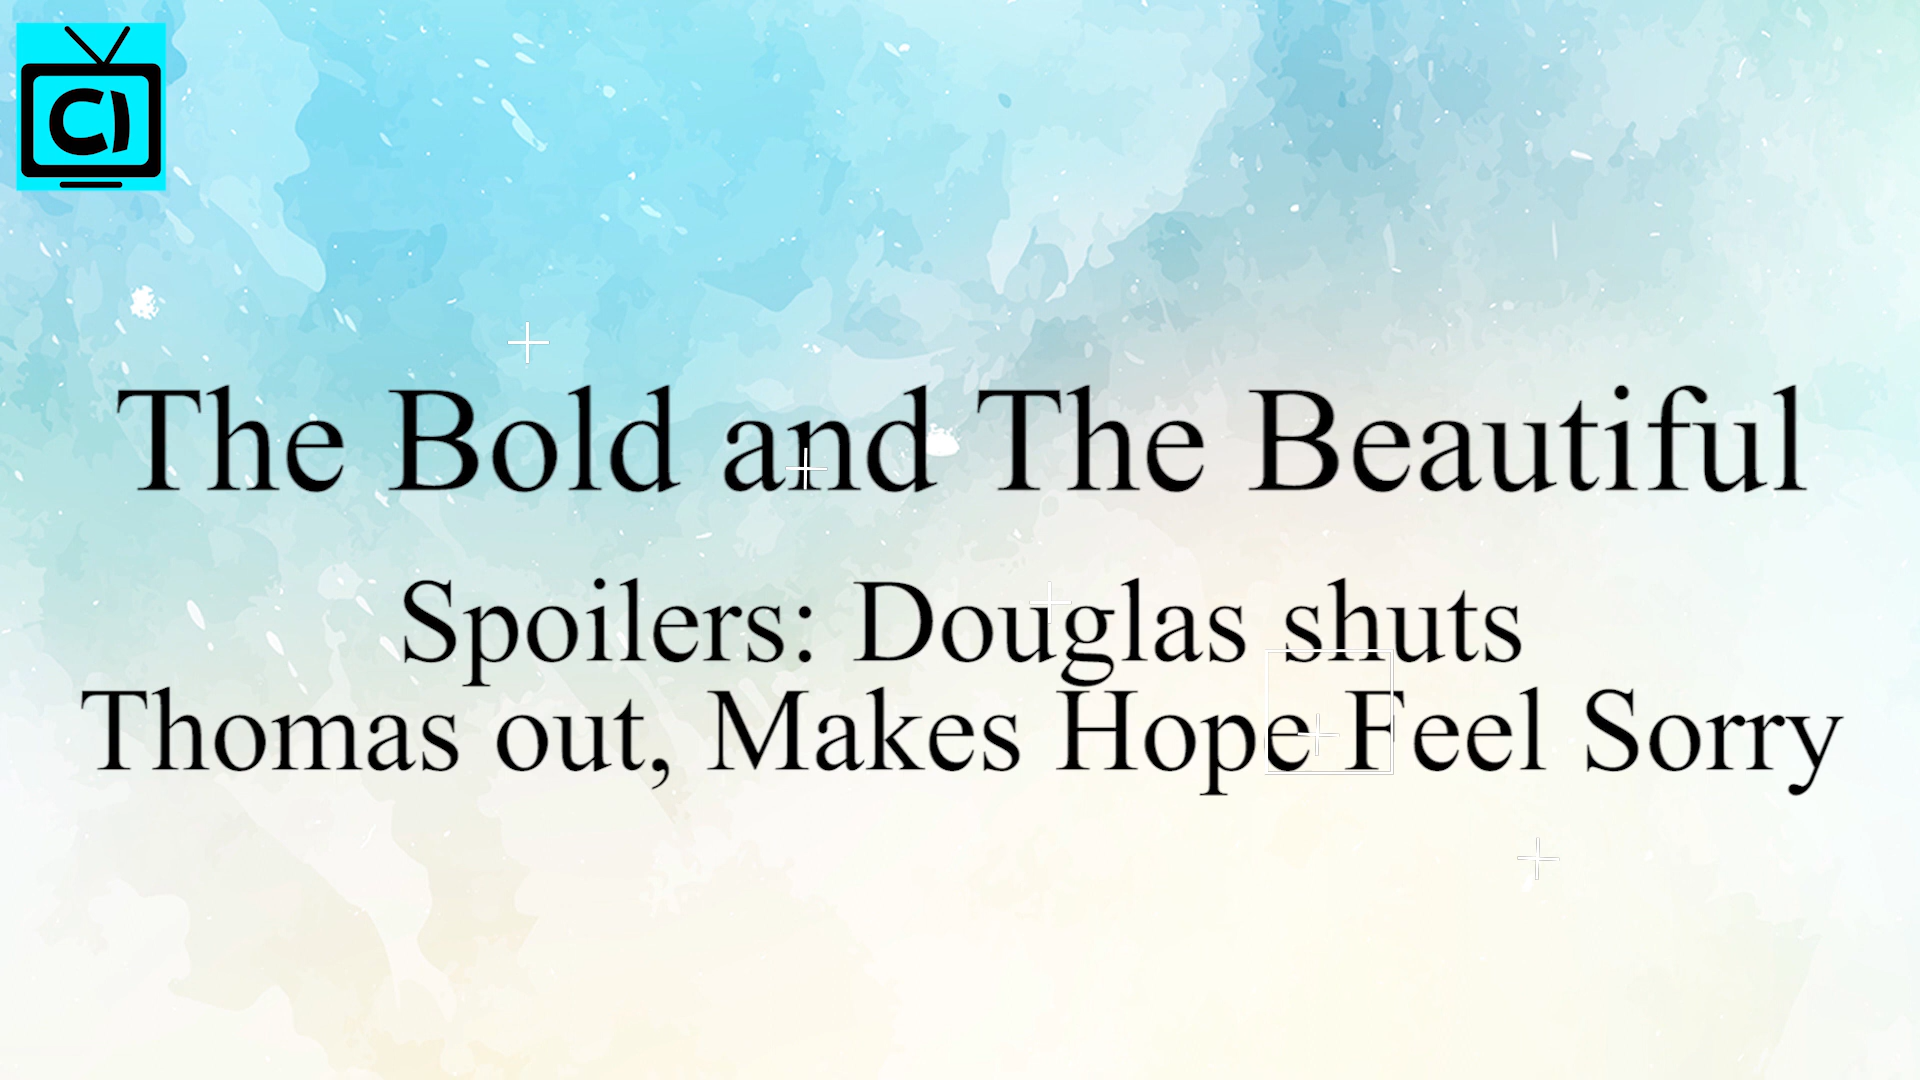 CI
The Bold and The Beautiful
Spoilers: Douglas shuts
Thomas out, Makes Hope Feel Sorry